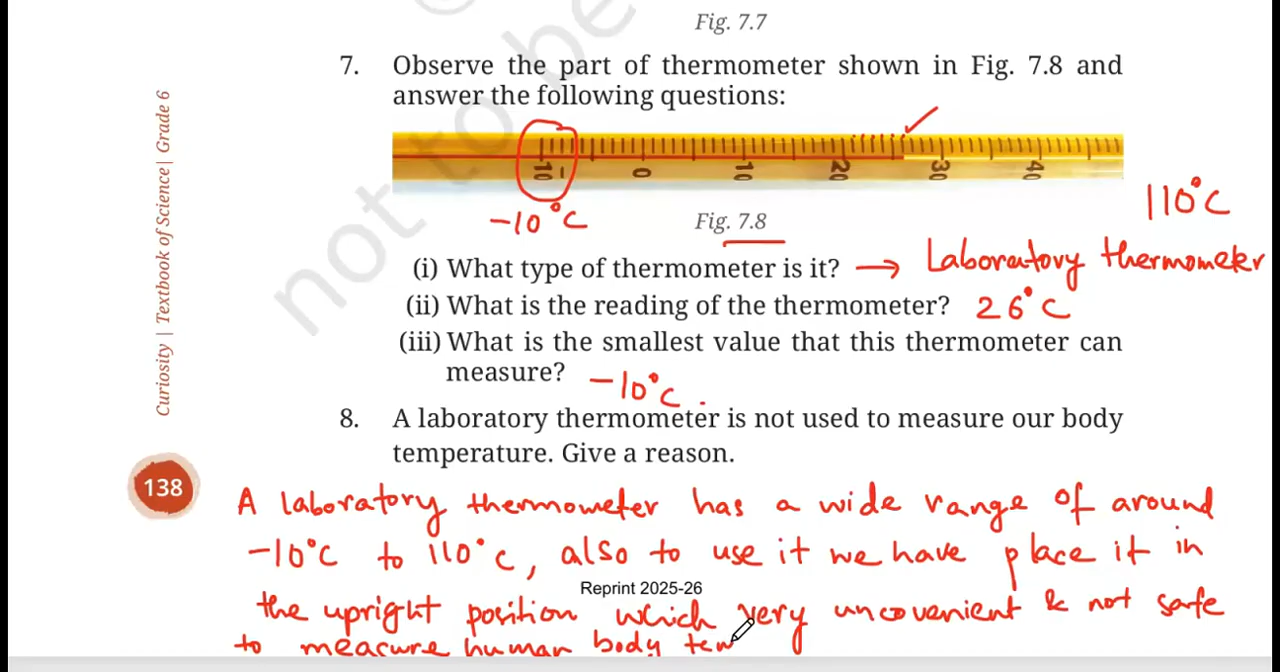 Fig. 7.7
7. Observe the part of thermometer shown in Fig. 7.8 and
answer the following questions:
10 0 10 20 30 40
-10°C
Fig. 7.8
110°C
(i) What type of thermometer is it? → Laboratory thermometer
(ii) What is the reading of the thermometer? 26°C
(iii) What is the smallest value that this thermometer can
measure? -10°C.
8. A laboratory thermometer is not used to measure our body
temperature. Give a reason.
A laboratory thermometer has a wide range of around
-10°C to 110°C, also to use it we have place it in
the upright position which very uncovenient & not safe
to measure human body tem
Curiosity | Textbook of Science | Grade 6
138
Reprint 2025-26
not to be